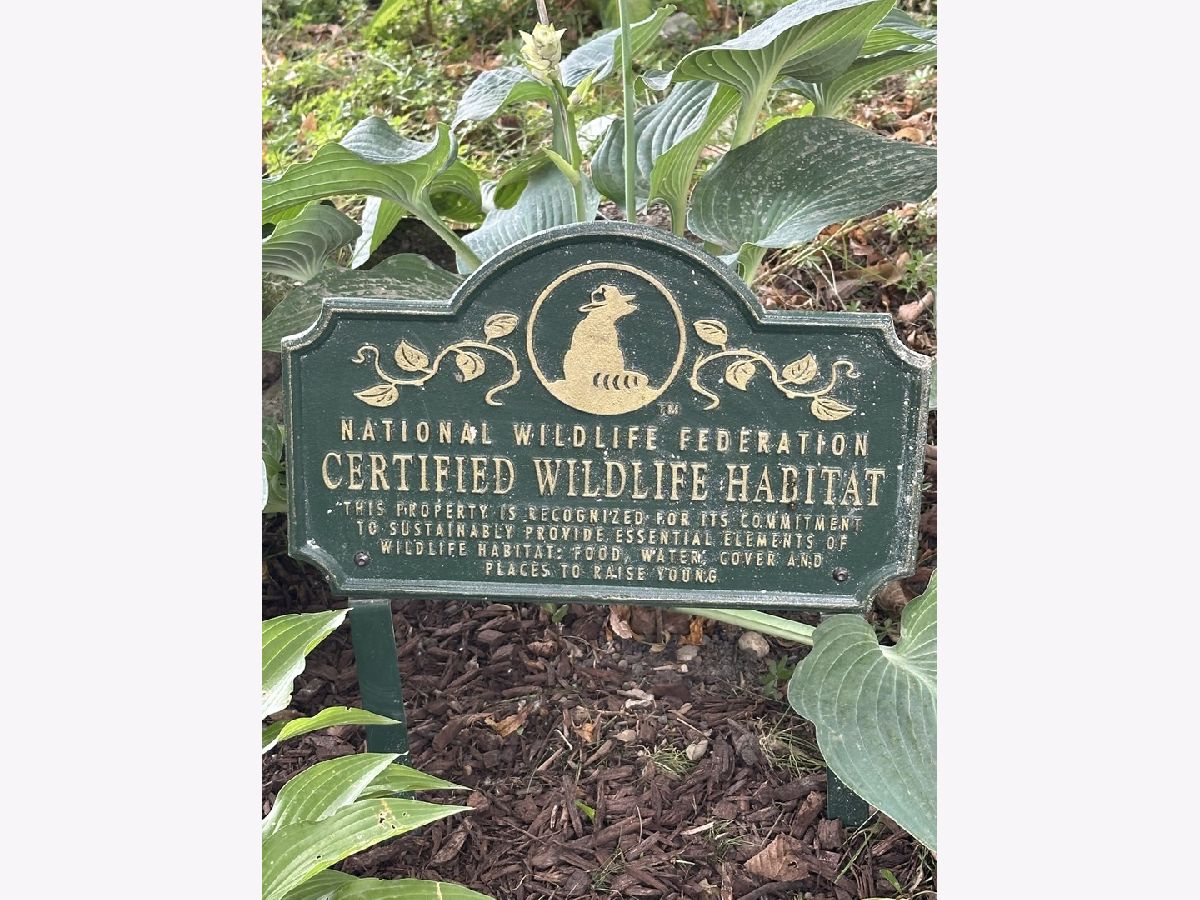 TM
NATIONAL WILDLIFE FEDERATION
CERTIFIED WILDLIFE HABITAT
THIS PROPERTY IS RECOGNIZED FOR ITS COMMITMENT
TO SUSTAINABLY PROVIDE ESSENTIAL ELEMENTS OF
WILDLIFE HABITAT: FOOD, WATER, COVER AND
PLACES TO RAISE YOUNG